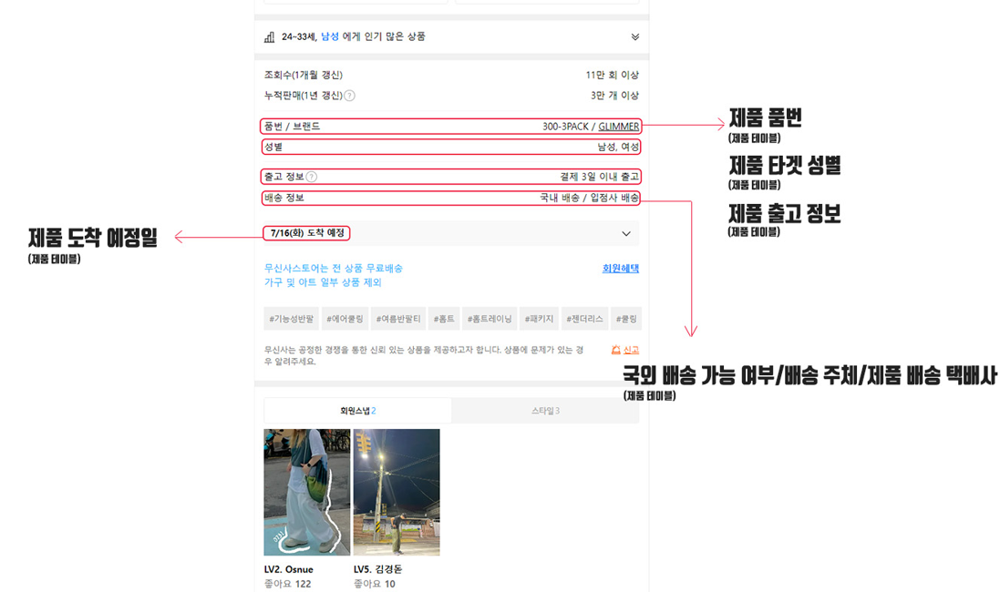 24~33세, 남성 에게 인기 많은 상품
조회수(1개월 갱신) 11만 회 이상
누적판매(1년 갱신) ? 3만 개 이상
품번 / 브랜드 300-3PACK / GLIMMER
성별 남성, 여성
출고 정보 ? 결제 3일 이내 출고
배송 정보 국내 배송 / 입점사 배송
제품 품번
(제품 테이블)
제품 타겟 성별
(제품 테이블)
제품 출고 정보
(제품 테이블)
7/16(화) 도착 예정
제품 도착 예정일
(제품 테이블)
무신사스토어는 전 상품 무료배송 회원혜택
가구 및 아트 일부 상품 제외
#기능성반팔 #에어쿨링 #여름반팔티 #홈트 #홈트레이닝 #패키지 #젠더리스 #쿨링
무신사는 공정한 경쟁을 통한 신뢰 있는 상품을 제공하고자 합니다. 상품에 문제가 있는 경 신고
우 알려주세요.
국외 배송 가능 여부/배송 주체/제품 배송 택배사
(제품 테이블)
회원스냅 2 스타일 3
LV2. Osnue LV5. 김경돈
좋아요 122 좋아요 10